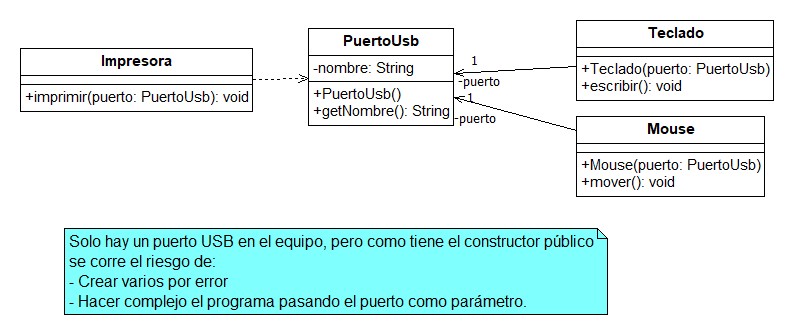 Impresora
+imprimir(puerto: PuertoUsb): void
PuertoUsb
-nombre: String
+PuertoUsb()
+getNombre(): String
1
-puerto
1
-puerto
Teclado
+Teclado(puerto: PuertoUsb)
+escribir(): void
Mouse
+Mouse(puerto: PuertoUsb)
+mover(): void
Solo hay un puerto USB en el equipo, pero como tiene el constructor público
se corre el riesgo de:
- Crear varios por error
- Hacer complejo el programa pasando el puerto como parámetro.